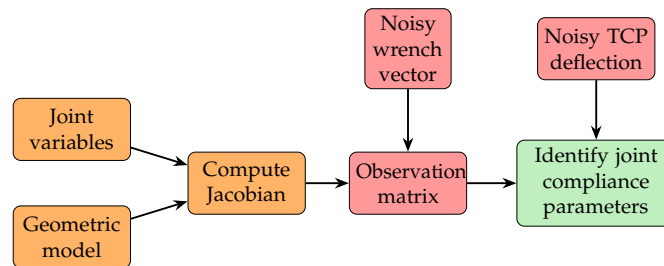 Noisy
wrench
vector
Noisy TCP
deflection
Joint
variables
Compute
Jacobian
Observation
matrix
Identify joint
compliance
parameters
Geometric
model